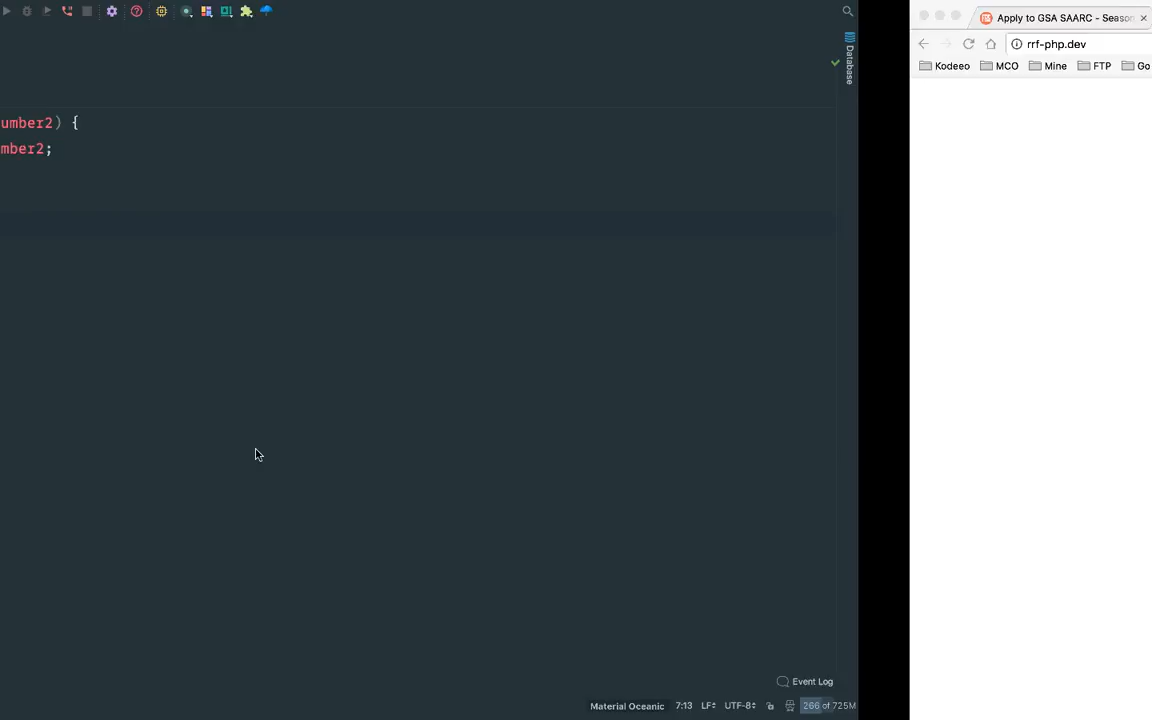 Apply to GSA SAARC - Season
rrf-php.dev
Kodeeo MCO Mine FTP Go
Database
umber2) {
mber2;
Event Log
Material Oceanic 7:13 LF UTF-8 266 of 725M